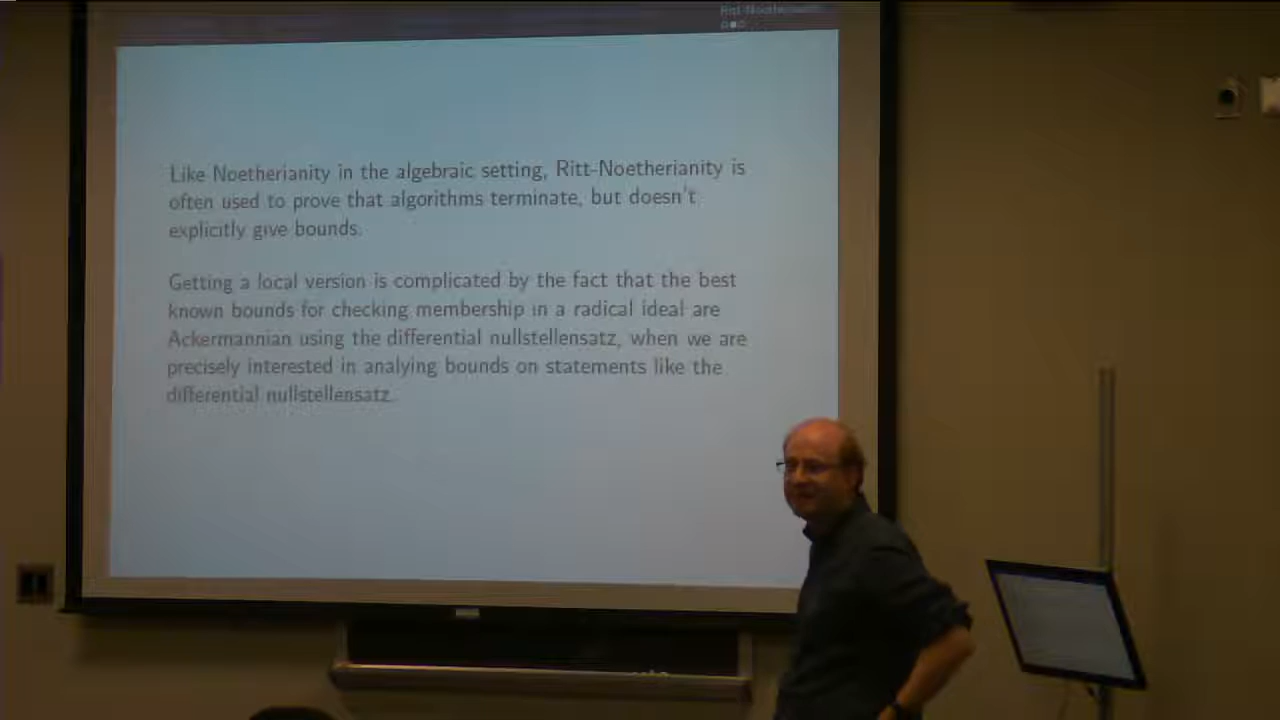 Ritt-Noetherianity
Like Noetherianity in the algebraic setting, Ritt-Noetherianity is
often used to prove that algorithms terminate, but doesn't
explicitly give bounds.
Getting a local version is complicated by the fact that the best
known bounds for checking membership in a radical ideal are
Ackermannian using the differential nullstellensatz, when we are
precisely interested in analying bounds on statements like the
differential nullstellensatz.